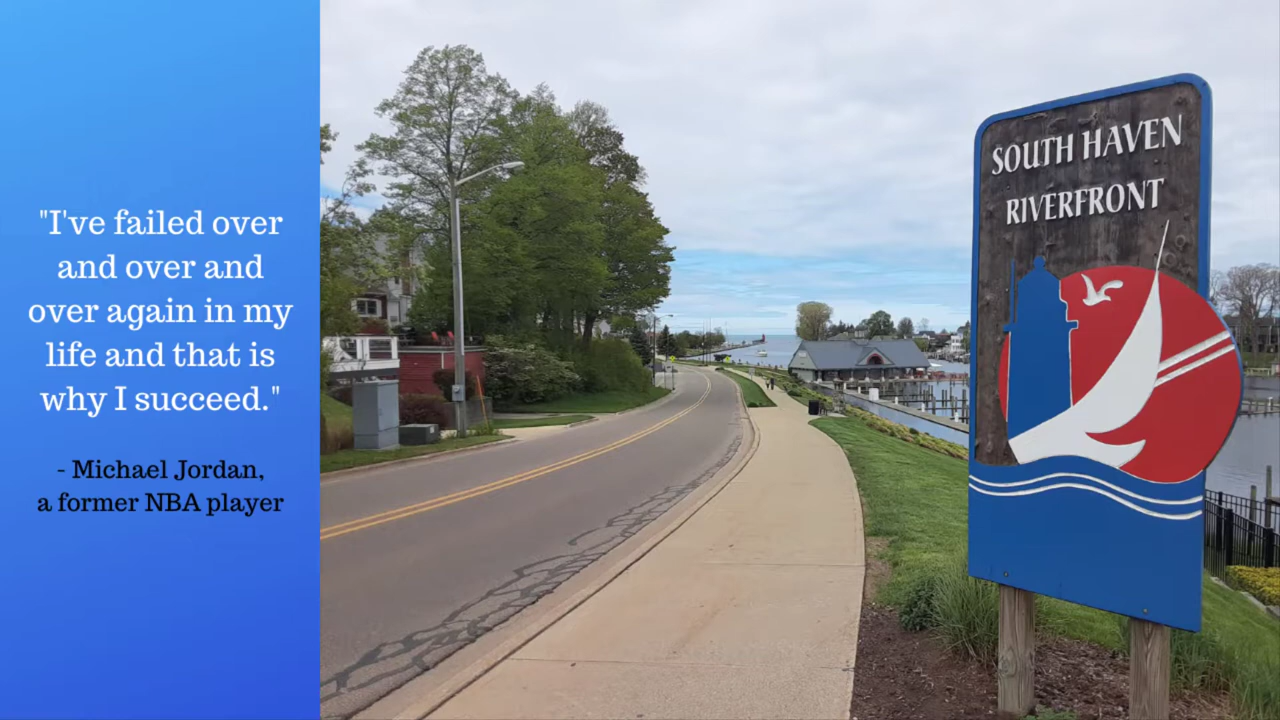 "I've failed over
and over and
over again in my
life and that is
why I succeed."
- Michael Jordan,
a former NBA player
SOUTH HAVEN
RIVERFRONT